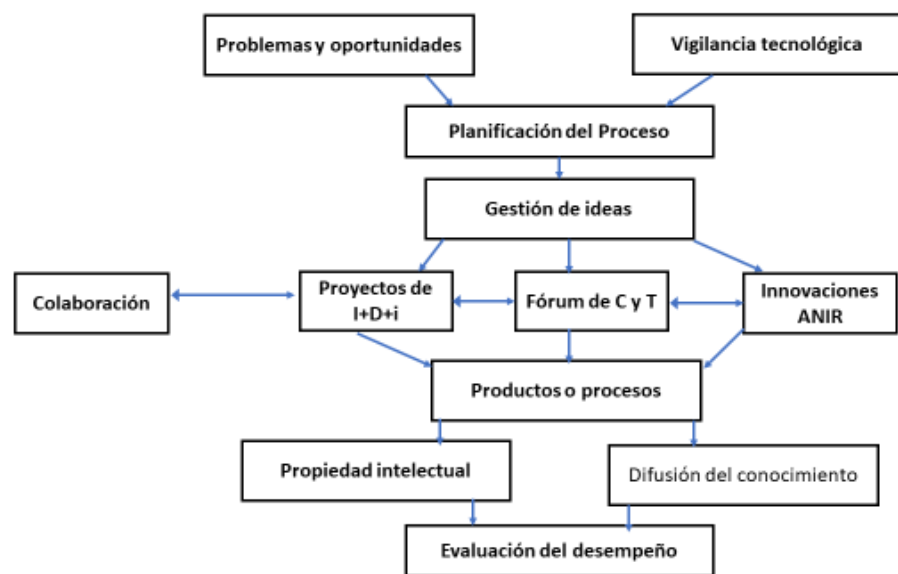 Problemas y oportunidades
Vigilancia tecnológica
Planificación del Proceso
Gestión de ideas
Colaboración
Proyectos de
I+D+i
Fórum de C y T
Innovaciones
ANIR
Productos o procesos
Propiedad intelectual
Difusión del conocimiento
Evaluación del desempeño